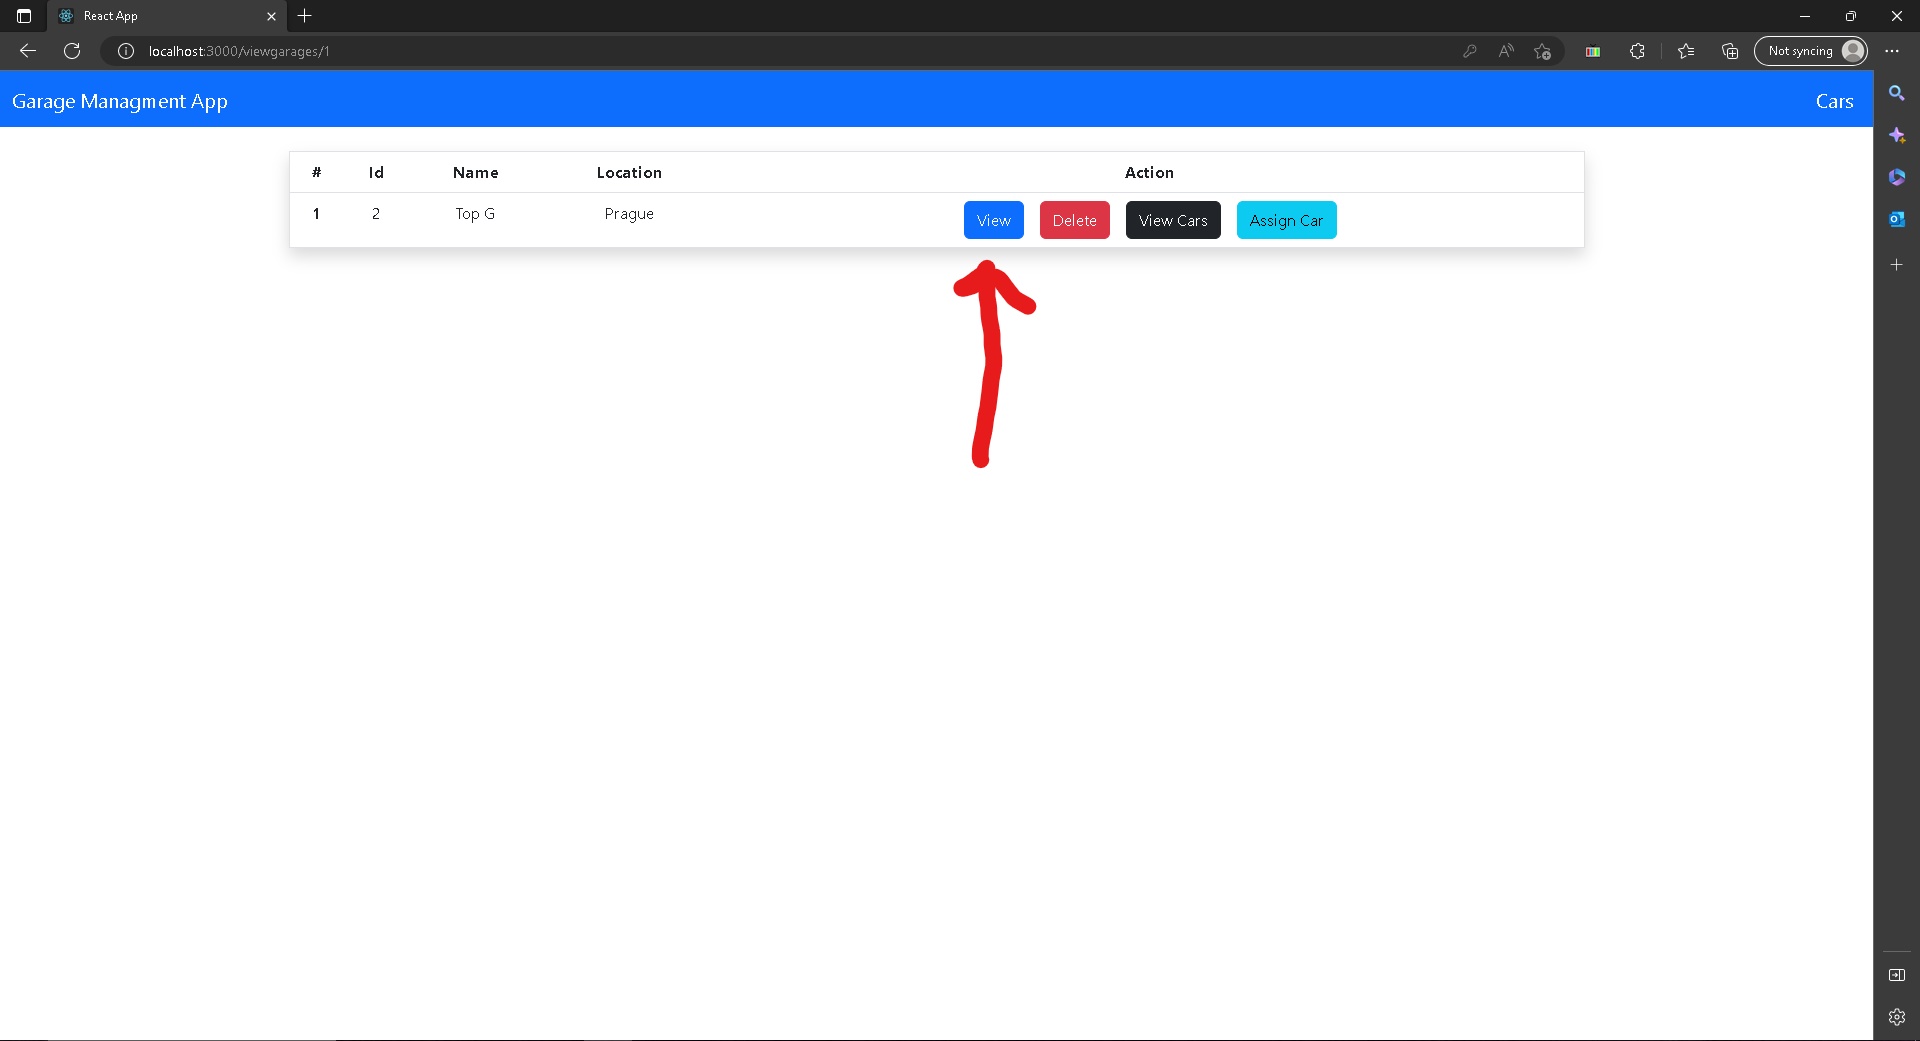 React App
localhost:3000/viewgarages/1
Not syncing
Garage Managment App
Cars
# Id Name Location Action
1 2 Top G Prague View Delete View Cars Assign Car